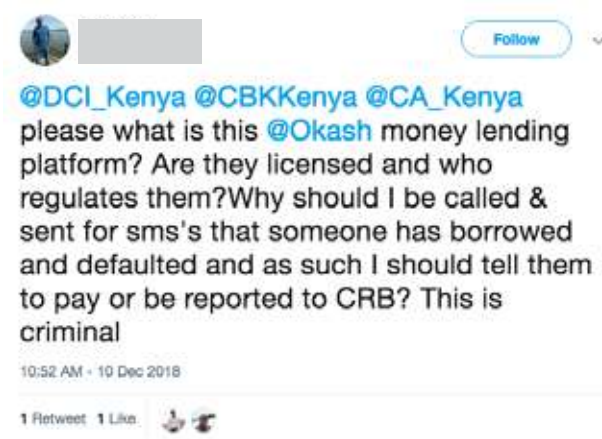 Follow
@DCI_Kenya @CBKKenya @CA_Kenya
please what is this @Okash money lending
platform? Are they licensed and who
regulates them?Why should I be called &
sent for sms's that someone has borrowed
and defaulted and as such I should tell them
to pay or be reported to CRB? This is
criminal
10:52 AM - 10 Dec 2018
1 Retweet 1 Like